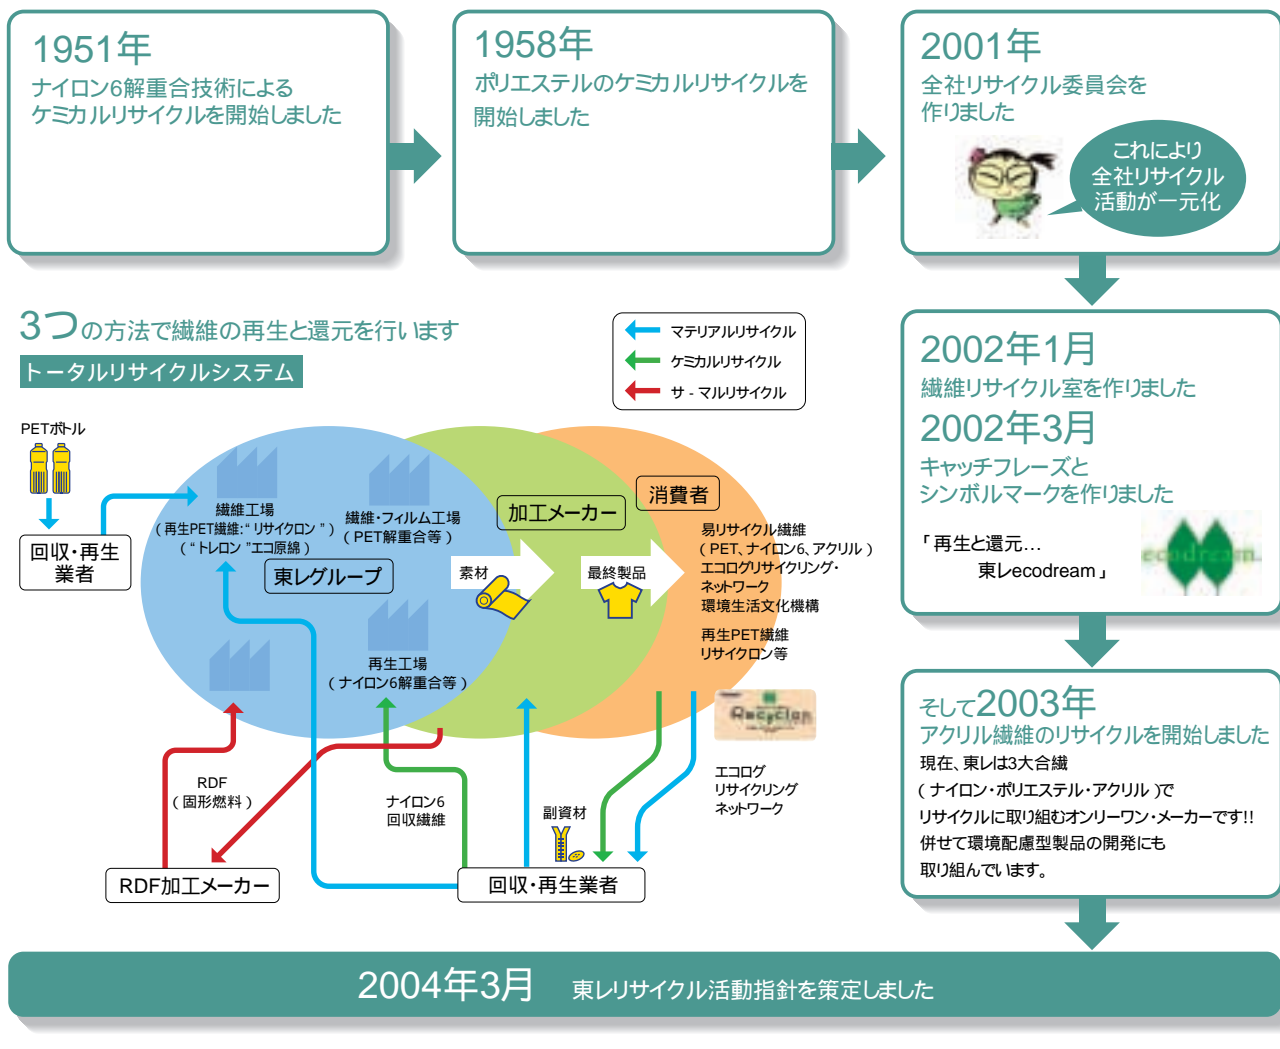 1951年
ナイロン6解重合技術による
ケミカルリサイクルを開始しました
1958年
ポリエステルのケミカルリサイクルを
開始しました
2001年
全社リサイクル委員会を
作りました
これにより
全社リサイクル
活動が一元化
3つの方法で繊維の再生と還元を行います
トータルリサイクルシステム
マテリアルリサイクル
ケミカルリサイクル
サ - マルリサイクル
PETボトル
回収・再生
業者
繊維工場
(再生PET繊維:“リサイクロン”)
(“トレロン”エコ原綿)
繊維・フィルム工場
(PET解重合等)
東レグループ
再生工場
(ナイロン6解重合等)
素材
加工メーカー
最終製品
消費者
易リサイクル繊維
(PET、ナイロン6、アクリル)
エコログリサイクリング・
ネットワーク
環境生活文化機構
再生PET繊維
リサイクロン等
Recyclon
エコログ
リサイクリング
ネットワーク
RDF
(固形燃料)
ナイロン6
回収繊維
副資材
RDF加工メーカー
回収・再生業者
2002年1月
繊維リサイクル室を作りました
2002年3月
キャッチフレーズと
シンボルマークを作りました
「再生と還元…
東レecodream」
ecodream
そして2003年
アクリル繊維のリサイクルを開始しました
現在、東レは3大合繊
(ナイロン・ポリエステル・アクリル)で
リサイクルに取り組むオンリーワン・メーカーです!!
併せて環境配慮型製品の開発にも
取り組んでいます。
2004年3月 東レリサイクル活動指針を策定しました